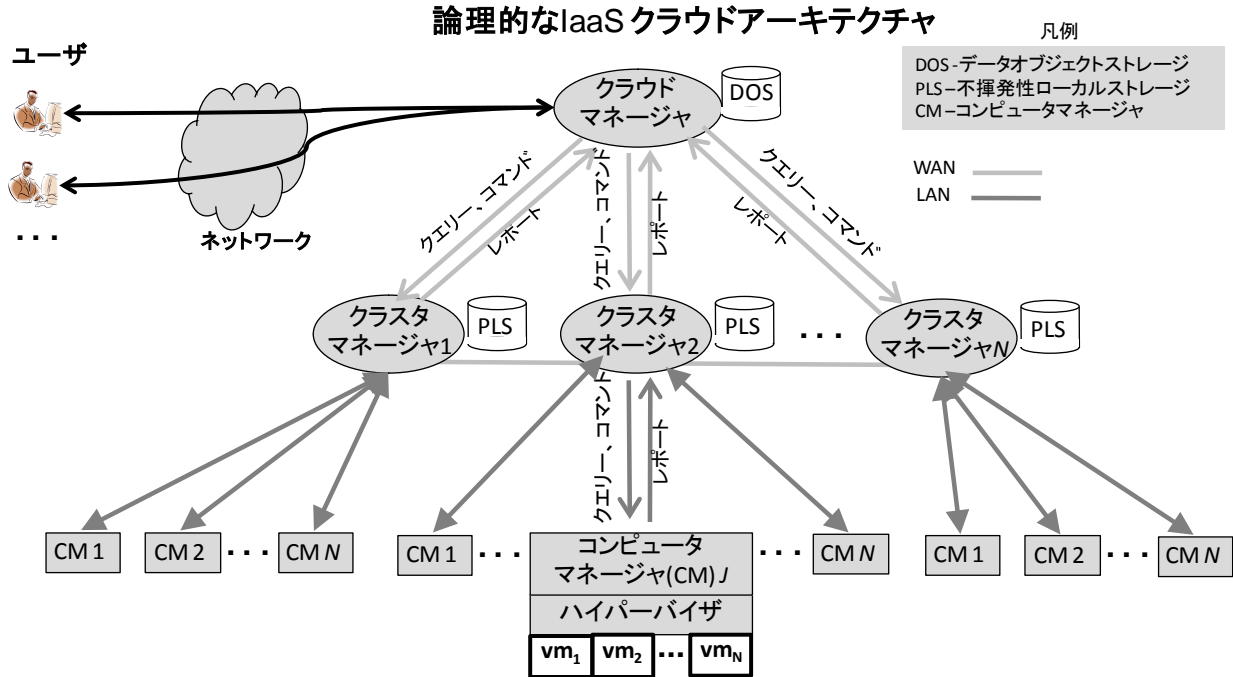 論理的なIaaSクラウドアーキテクチャ
ユーザ
凡例
DOS-データオブジェクトストレージ
PLS–不揮発性ローカルストレージ
CM–コンピュータマネージャ
WAN
LAN
クラウド
マネージャ
DOS
ネットワーク
...
クエリー、コマンド
レポート
クエリー、コマンド
レポート
クエリー、コマンド
レポート
クラスタ
マネージャ1
PLS
クラスタ
マネージャ2
PLS
...
クラスタ
マネージャN
PLS
クエリー、コマンド
レポート
CM 1
CM 2
...
CM N
CM 1
...
コンピュータ
マネージャ(CM) J
ハイパーバイザ
vm1
vm2
...
vmN
...
CM N
CM 1
CM 2
...
CM N